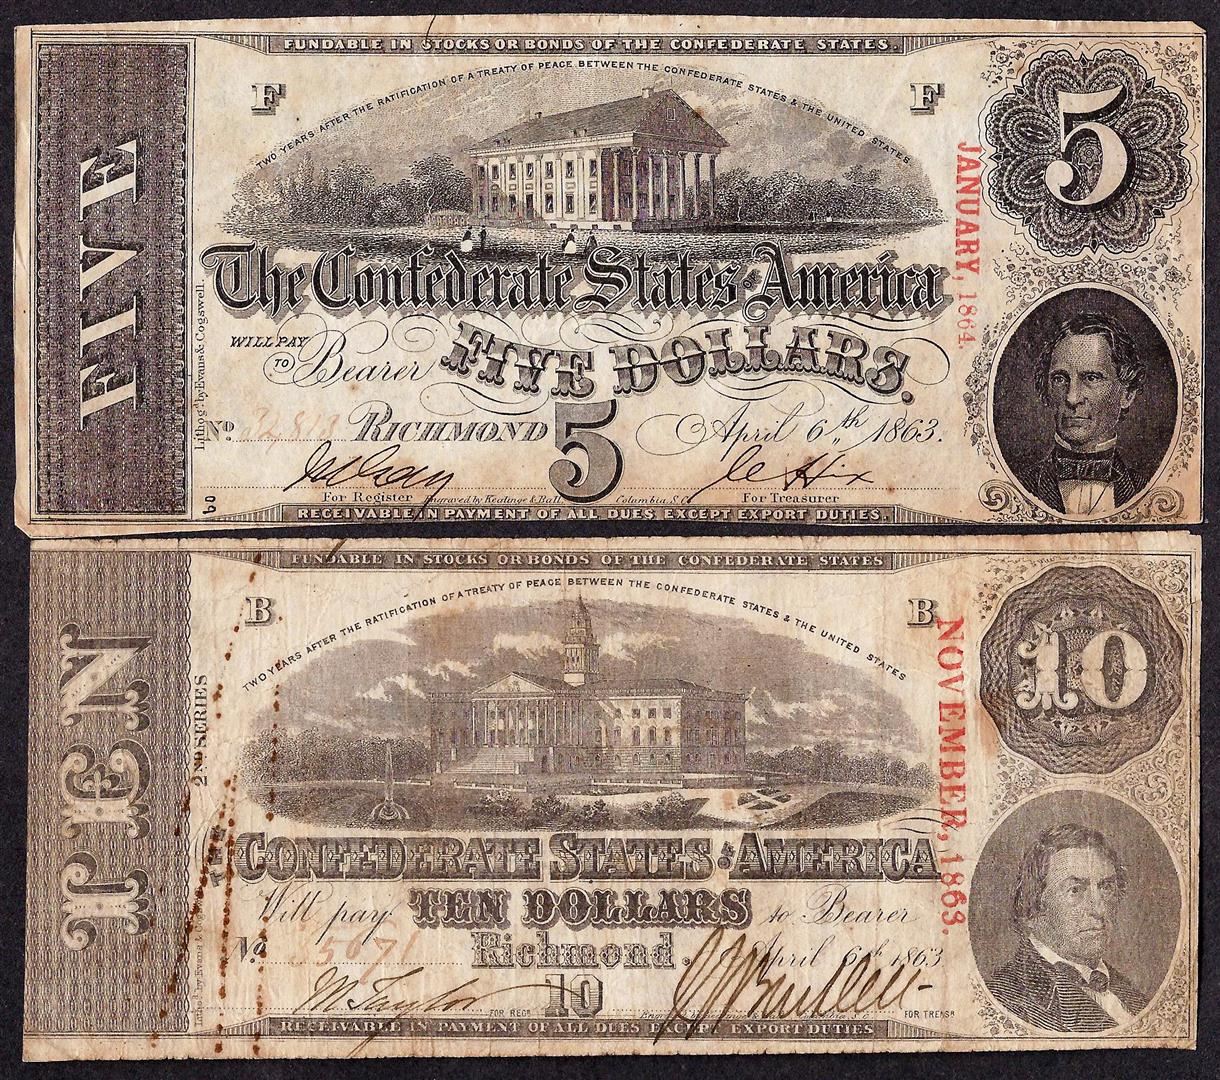 FUNDABLE IN STOCKS OR BONDS OF THE CONFEDERATE STATES.
TWO YEARS AFTER THE RATIFICATION OF A TREATY OF PEACE BETWEEN THE CONFEDERATE STATES & THE UNITED STATES
F F
5
FIVE
JANUARY, 1864.
The Confederate States of America
WILL PAY TO Bearer FIVE DOLLARS.
Lithog'd by Evans & Cogswell.
No 32813 RICHMOND 5 April 6th 1863.
For Register Engraved by Keatinge & Ball Columbia, S.C. For Treasurer
RECEIVABLE IN PAYMENT OF ALL DUES EXCEPT EXPORT DUTIES.
FUNDABLE IN STOCKS OR BONDS OF THE CONFEDERATE STATES
TWO YEARS AFTER THE RATIFICATION OF A TREATY OF PEACE BETWEEN THE CONFEDERATE STATES & THE UNITED STATES
B B
10
TEN
2ND SERIES
NOVEMBER, 1863.
THE CONFEDERATE STATES OF AMERICA
Will pay TEN DOLLARS to Bearer
No. 5071 Richmond. April 6th 1863
M Taylor 10
FOR REGR FOR TREASR
RECEIVABLE IN PAYMENT OF ALL DUES EXCEPT EXPORT DUTIES